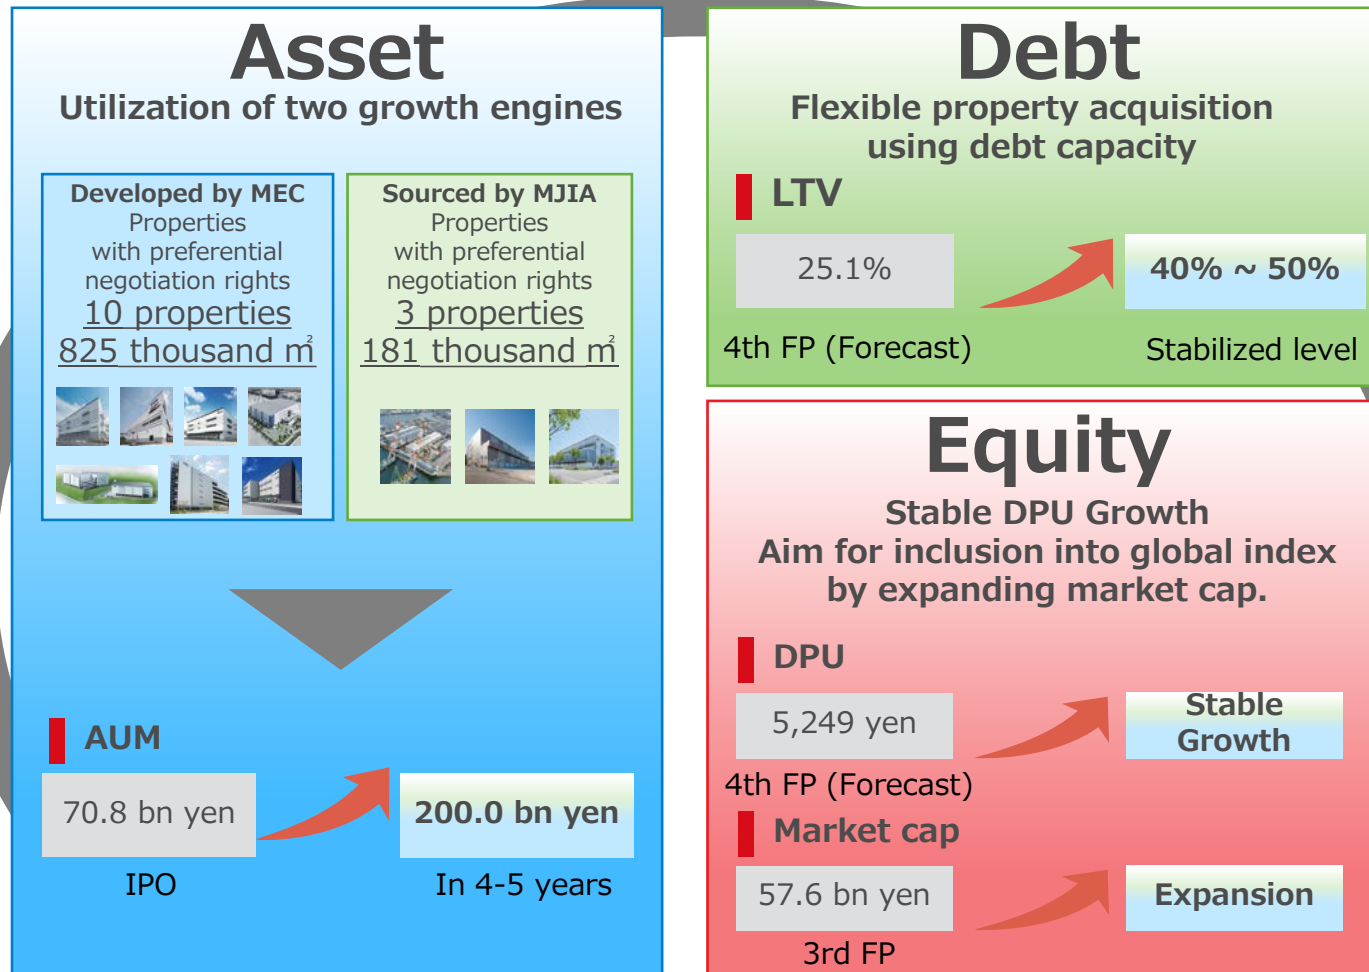 Asset
Utilization of two growth engines
Developed by MEC
Properties
with preferential
negotiation rights
10 properties
825 thousand ㎡
Sourced by MJIA
Properties
with preferential
negotiation rights
3 properties
181 thousand ㎡
AUM
70.8 bn yen
200.0 bn yen
IPO
In 4-5 years
Debt
Flexible property acquisition
using debt capacity
LTV
25.1%
40% ~ 50%
4th FP (Forecast)
Stabilized level
Equity
Stable DPU Growth
Aim for inclusion into global index
by expanding market cap.
DPU
5,249 yen
Stable
Growth
4th FP (Forecast)
Market cap
57.6 bn yen
Expansion
3rd FP